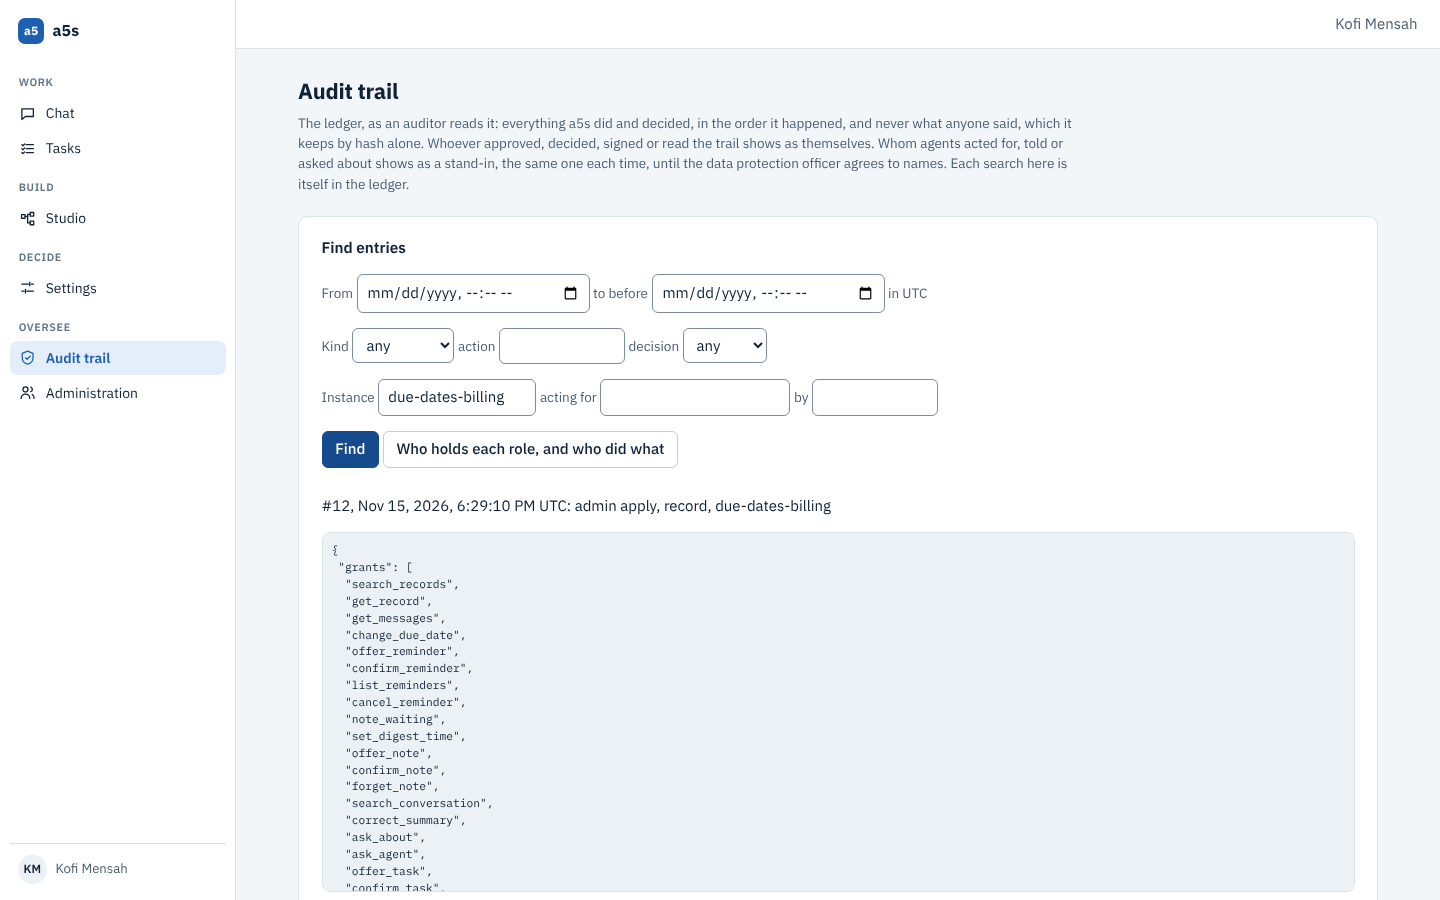 a5 a5s
Kofi Mensah
WORK
Chat
Tasks
BUILD
Studio
DECIDE
Settings
OVERSEE
Audit trail
Administration
KM Kofi Mensah
Audit trail
The ledger, as an auditor reads it: everything a5s did and decided, in the order it happened, and never what anyone said, which it
keeps by hash alone. Whoever approved, decided, signed or read the trail shows as themselves. Whom agents acted for, told or
asked about shows as a stand-in, the same one each time, until the data protection officer agrees to names. Each search here is
itself in the ledger.
Find entries
From mm/dd/yyyy, --:-- -- to before mm/dd/yyyy, --:-- -- in UTC
Kind any action decision any
Instance due-dates-billing acting for by
Find Who holds each role, and who did what
#12, Nov 15, 2026, 6:29:10 PM UTC: admin apply, record, due-dates-billing
{
"grants": [
"search_records",
"get_record",
"get_messages",
"change_due_date",
"offer_reminder",
"confirm_reminder",
"list_reminders",
"cancel_reminder",
"note_waiting",
"set_digest_time",
"offer_note",
"confirm_note",
"forget_note",
"search_conversation",
"correct_summary",
"ask_about",
"ask_agent",
"offer_task",
"confirm_task",